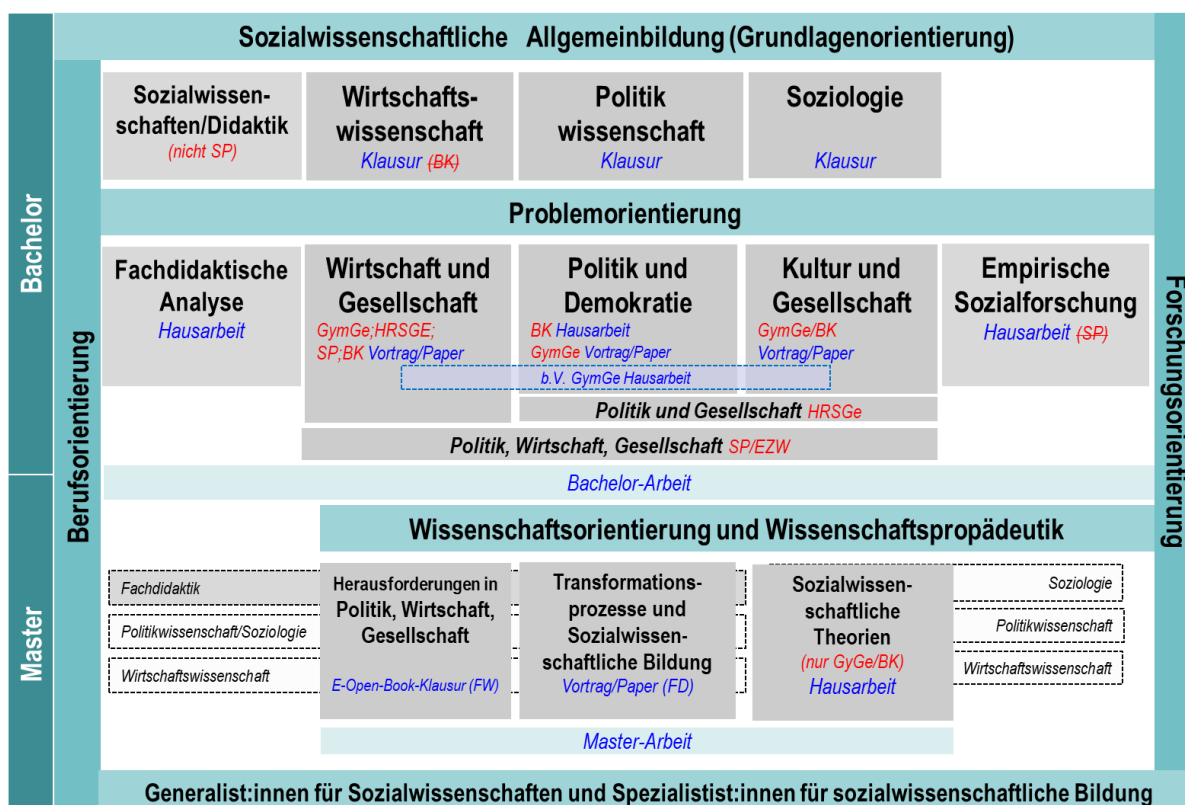 Sozialwissenschaftliche Allgemeinbildung (Grundlagenorientierung)
Bachelor
Master
Berufsorientierung
Forschungsorientierung
Sozialwissen-
schaften/Didaktik
(nicht SP)
Wirtschafts-
wissenschaft
Klausur (BK)
Politik
wissenschaft
Klausur
Soziologie
Klausur
Problemorientierung
Fachdidaktische
Analyse
Hausarbeit
Wirtschaft und
Gesellschaft
GymGe;HRSGE;
SP;BK Vortrag/Paper
Politik und
Demokratie
BK Hausarbeit
GymGe Vortrag/Paper
Kultur und
Gesellschaft
GymGe/BK
Vortrag/Paper
Empirische
Sozialforschung
Hausarbeit (SP)
b.V. GymGe Hausarbeit
Politik und Gesellschaft HRSGe
Politik, Wirtschaft, Gesellschaft SP/EZW
Bachelor-Arbeit
Wissenschaftsorientierung und Wissenschaftspropädeutik
Fachdidaktik
Politikwissenschaft/Soziologie
Wirtschaftswissenschaft
Herausforderungen in
Politik, Wirtschaft,
Gesellschaft
E-Open-Book-Klausur (FW)
Transformations-
prozesse und
Sozialwissen-
schaftliche Bildung
Vortrag/Paper (FD)
Sozialwissen-
schaftliche
Theorien
(nur GyGe/BK)
Hausarbeit
Soziologie
Politikwissenschaft
Wirtschaftswissenschaft
Master-Arbeit
Generalist:innen für Sozialwissenschaften und Spezialistist:innen für sozialwissenschaftliche Bildung